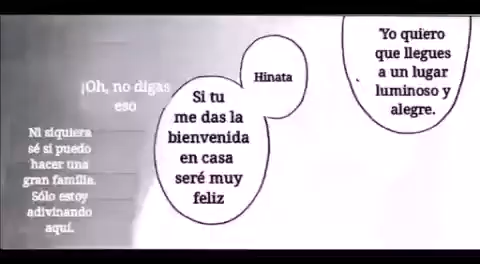 Yo quiero
que llegues
a un lugar
luminoso y
alegre.
Hinata
Si tu
me das la
bienvenida
en casa
seré muy
feliz
¡Oh, no digas
eso
Ni siquiera
sé si puedo
hacer una
gran familia.
Sólo estoy
adivinando
aquí.